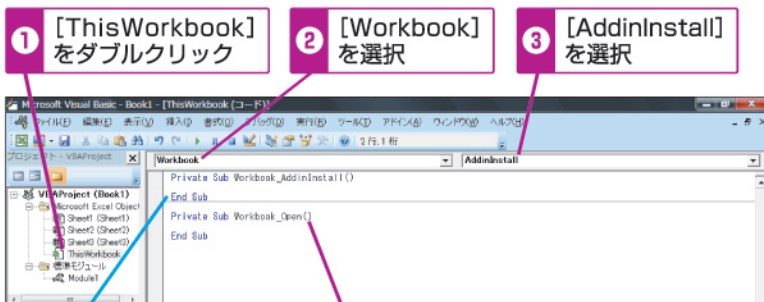 1 [ThisWorkbook]
をダブルクリック
2 [Workbook]
を選択
3 [AddinInstall]
を選択
Microsoft Visual Basic - Book1 - [ThisWorkbook (コード)]
ファイル(F) 編集(E) 表示(V) 挿入(I) 書式(O) デバッグ(D) 実行(R) ツール(T) アドイン(A) ウィンドウ(W) ヘルプ(H)
2行, 1桁
プロジェクト - VBAProject
Workbook
AddinInstall
Private Sub Workbook_AddinInstall()
End Sub
Private Sub Workbook_Open()
End Sub
VBAProject (Book1)
Microsoft Excel Object
Sheet1 (Sheet1)
Sheet2 (Sheet2)
Sheet3 (Sheet3)
ThisWorkbook
標準モジュール
Module1